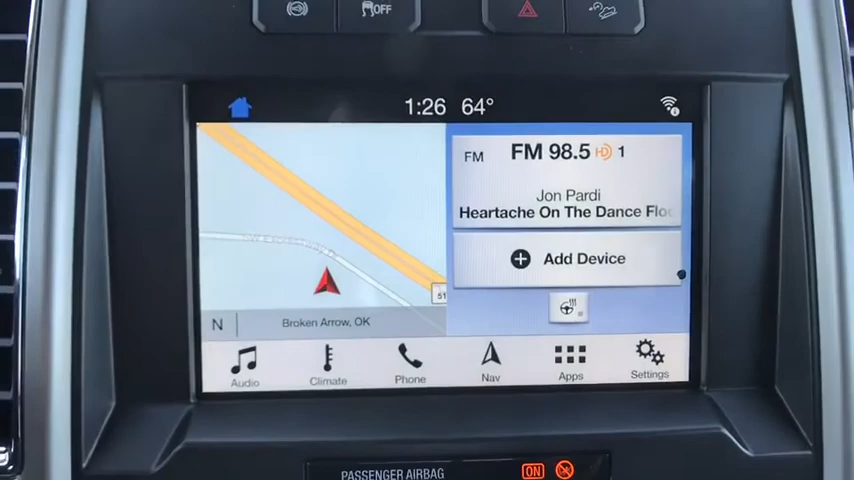 OFF
1:26 64°
FM FM 98.5 HD 1
Jon Pardi
Heartache On The Dance Floo
Add Device
51
N Broken Arrow, OK
Audio Climate Phone Nav Apps Settings
PASSENGER AIRBAG ON